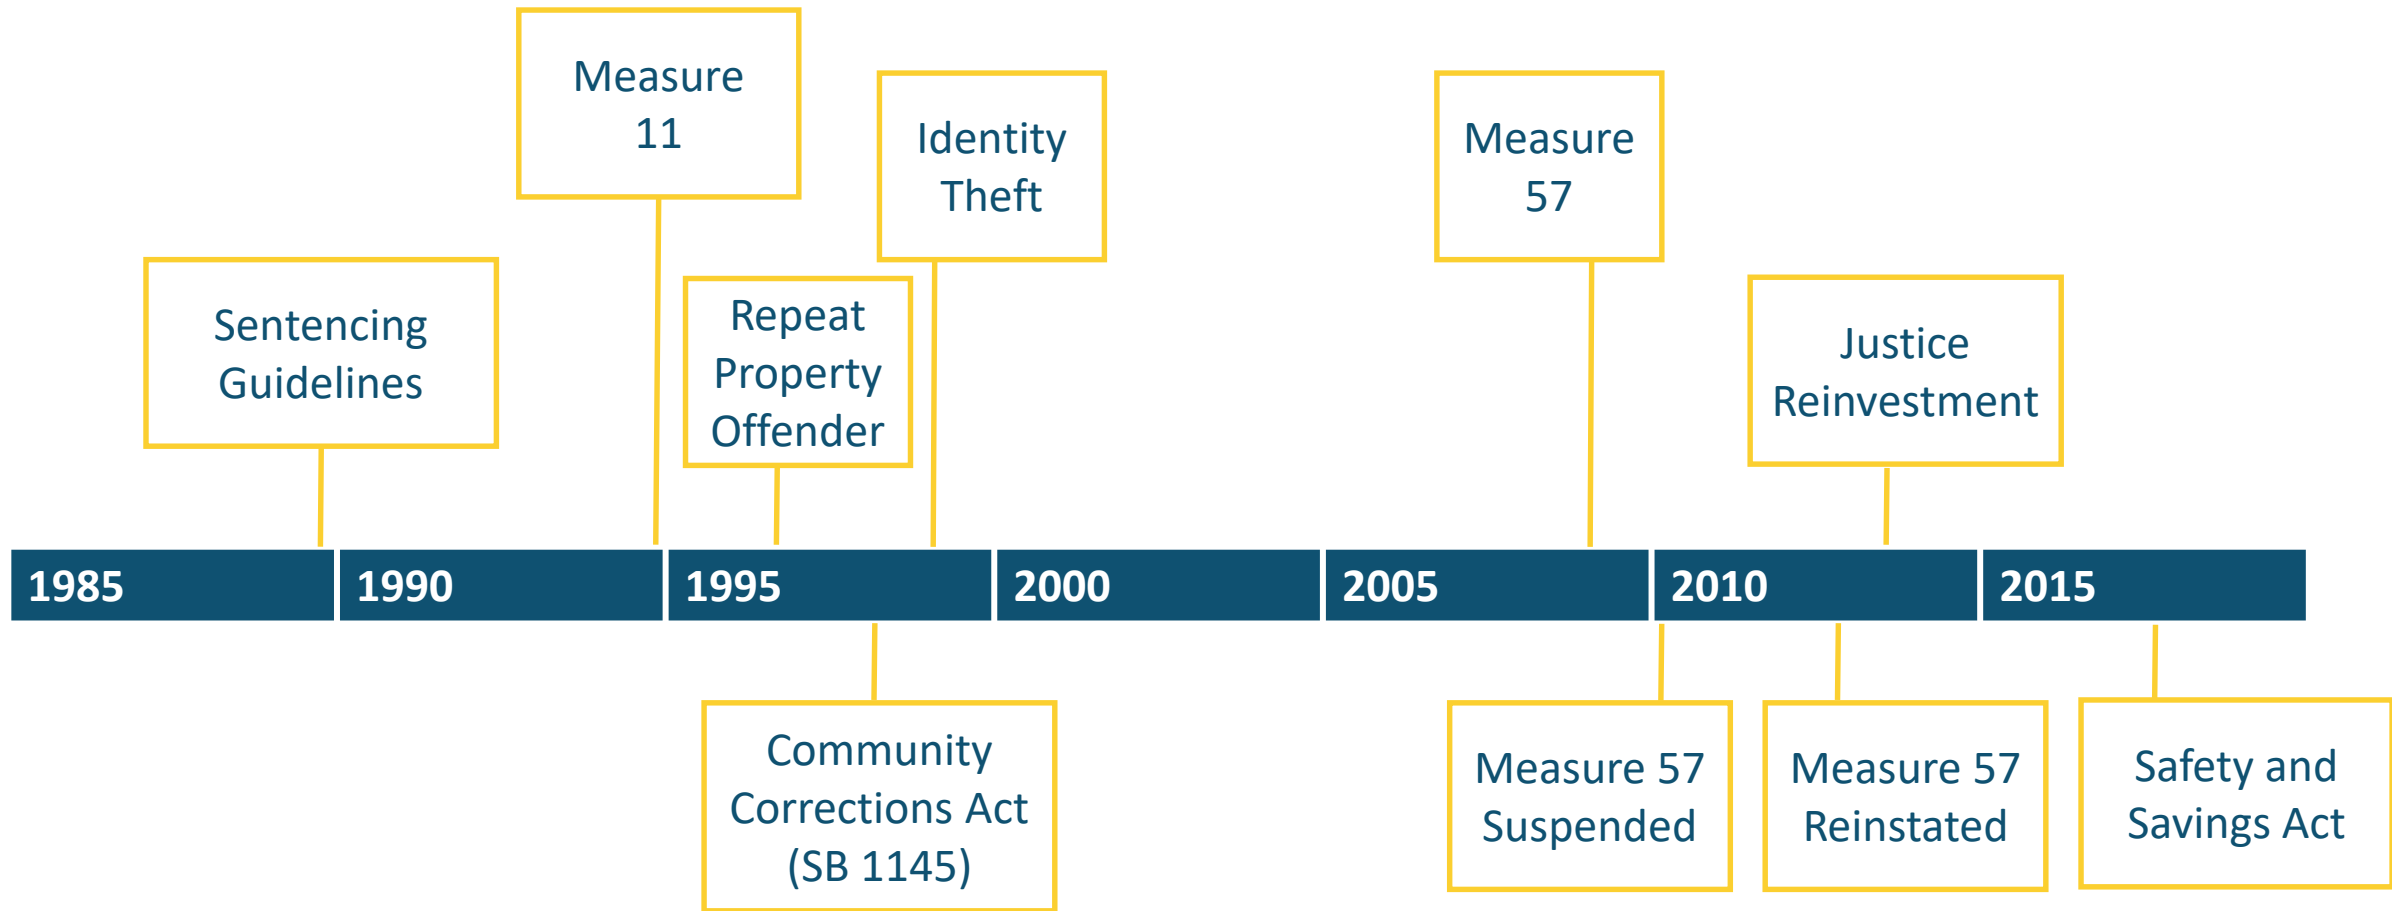 Measure
11
Identity
Theft
Measure
57
Sentencing
Guidelines
Repeat
Property
Offender
Justice
Reinvestment
1985 1990 1995 2000 2005 2010 2015
Community
Corrections Act
(SB 1145)
Measure 57
Suspended
Measure 57
Reinstated
Safety and
Savings Act